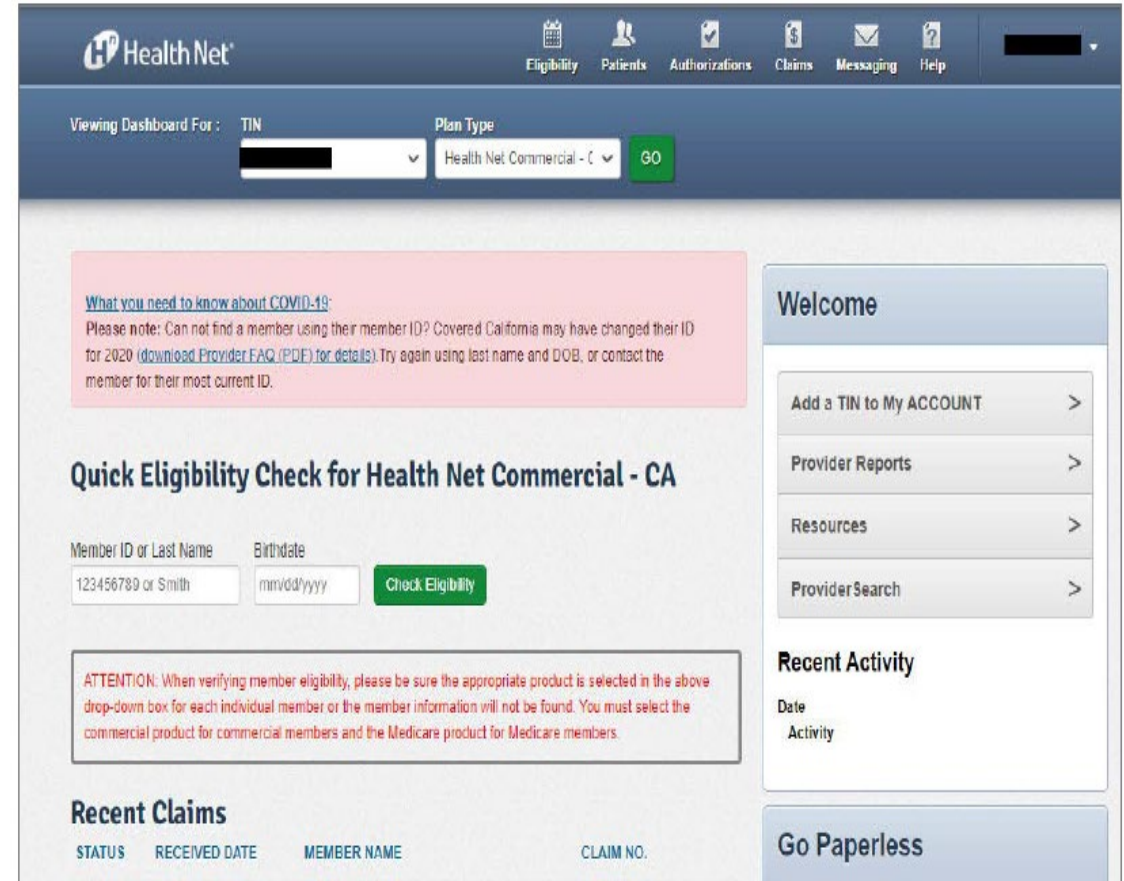 Health Net
Eligibility Patients Authorizations Claims Messaging Help
Viewing Dashboard For : TIN Plan Type
Health Net Commercial - C GO
What you need to know about COVID-19:
Please note: Can not find a member using their member ID? Covered California may have changed their ID
for 2020 (download Provider FAQ (PDF) for details).Try again using last name and DOB, or contact the
member for their most current ID.
Quick Eligibility Check for Health Net Commercial - CA
Member ID or Last Name Birthdate
123456789 or Smith mm/dd/yyyy Check Eligibility
ATTENTION: When verifying member eligibility, please be sure the appropriate product is selected in the above
drop-down box for each individual member or the member information will not be found. You must select the
commercial product for commercial members and the Medicare product for Medicare members.
Recent Claims
STATUS RECEIVED DATE MEMBER NAME CLAIM NO.
Welcome
Add a TIN to My ACCOUNT >
Provider Reports >
Resources >
ProviderSearch >
Recent Activity
Date
Activity
Go Paperless